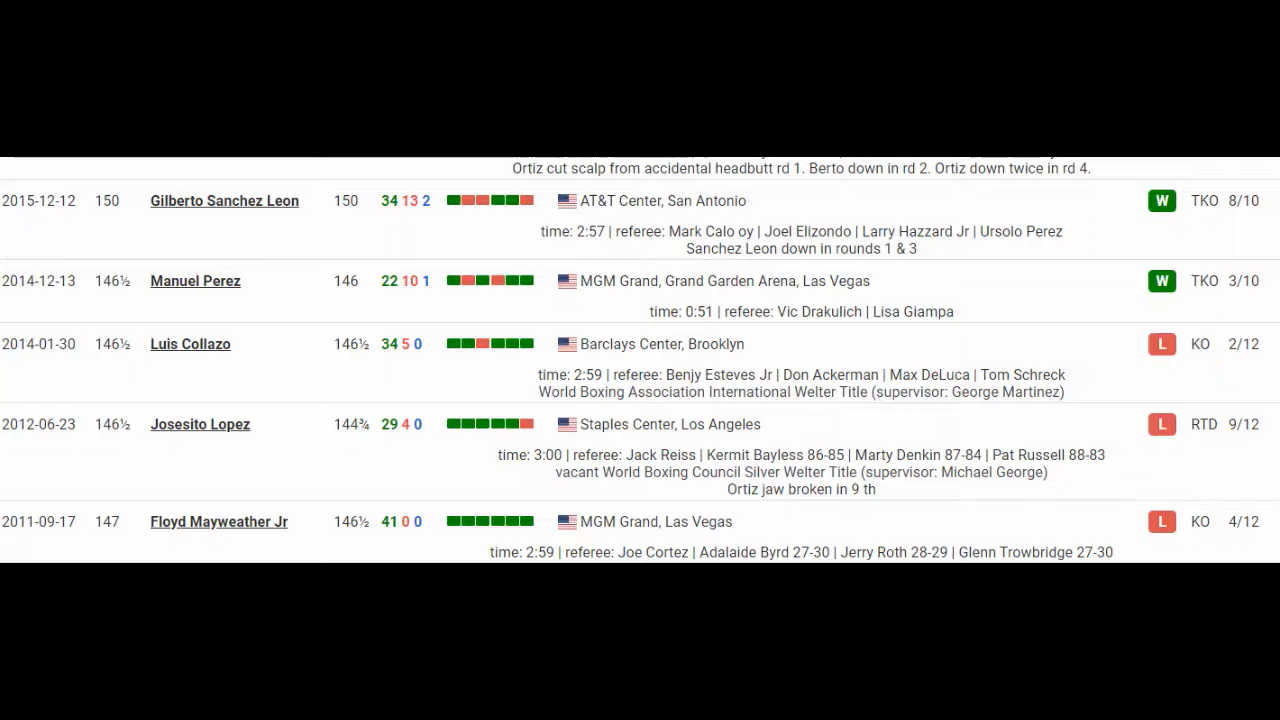 Ortiz cut scalp from accidental headbutt rd 1. Berto down in rd 2. Ortiz down twice in rd 4.
2015-12-12 150 Gilberto Sanchez Leon 150 34 13 2 AT&T Center, San Antonio W TKO 8/10
time: 2:57 | referee: Mark Calo oy | Joel Elizondo | Larry Hazzard Jr | Ursolo Perez
Sanchez Leon down in rounds 1 & 3
2014-12-13 146½ Manuel Perez 146 22 10 1 MGM Grand, Grand Garden Arena, Las Vegas W TKO 3/10
time: 0:51 | referee: Vic Drakulich | Lisa Giampa
2014-01-30 146½ Luis Collazo 146½ 34 5 0 Barclays Center, Brooklyn L KO 2/12
time: 2:59 | referee: Benjy Esteves Jr | Don Ackerman | Max DeLuca | Tom Schreck
World Boxing Association International Welter Title (supervisor: George Martinez)
2012-06-23 146½ Josesito Lopez 144¾ 29 4 0 Staples Center, Los Angeles L RTD 9/12
time: 3:00 | referee: Jack Reiss | Kermit Bayless 86-85 | Marty Denkin 87-84 | Pat Russell 88-83
vacant World Boxing Council Silver Welter Title (supervisor: Michael George)
Ortiz jaw broken in 9 th
2011-09-17 147 Floyd Mayweather Jr 146½ 41 0 0 MGM Grand, Las Vegas L KO 4/12
time: 2:59 | referee: Joe Cortez | Adalaide Byrd 27-30 | Jerry Roth 28-29 | Glenn Trowbridge 27-30